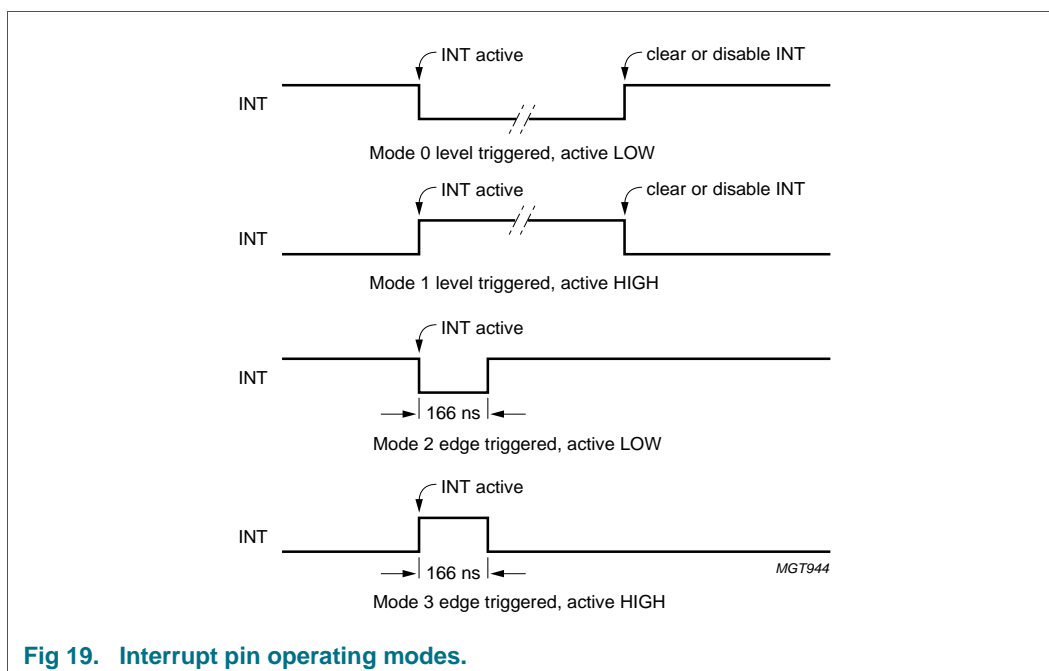 INT active
clear or disable INT
INT
Mode 0 level triggered, active LOW
INT active
clear or disable INT
INT
Mode 1 level triggered, active HIGH
INT active
INT
166 ns
Mode 2 edge triggered, active LOW
INT active
INT
166 ns
MGT944
Mode 3 edge triggered, active HIGH
Fig 19. Interrupt pin operating modes.